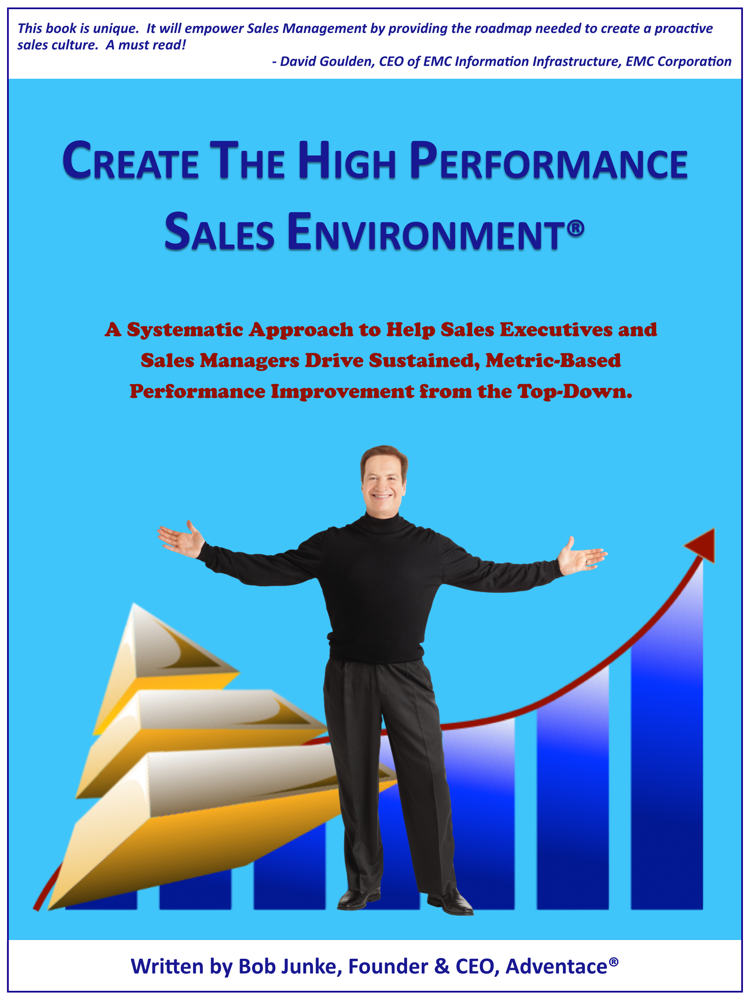 This book is unique.  It will empower Sales Management by providing the roadmap needed to create a proactive
sales culture.  A must read!
- David Goulden, CEO of EMC Information Infrastructure, EMC Corporation
CREATE THE HIGH PERFORMANCE
SALES ENVIRONMENT®
A Systematic Approach to Help Sales Executives and
Sales Managers Drive Sustained, Metric-Based
Performance Improvement from the Top-Down.
Written by Bob Junke, Founder & CEO, Adventace®